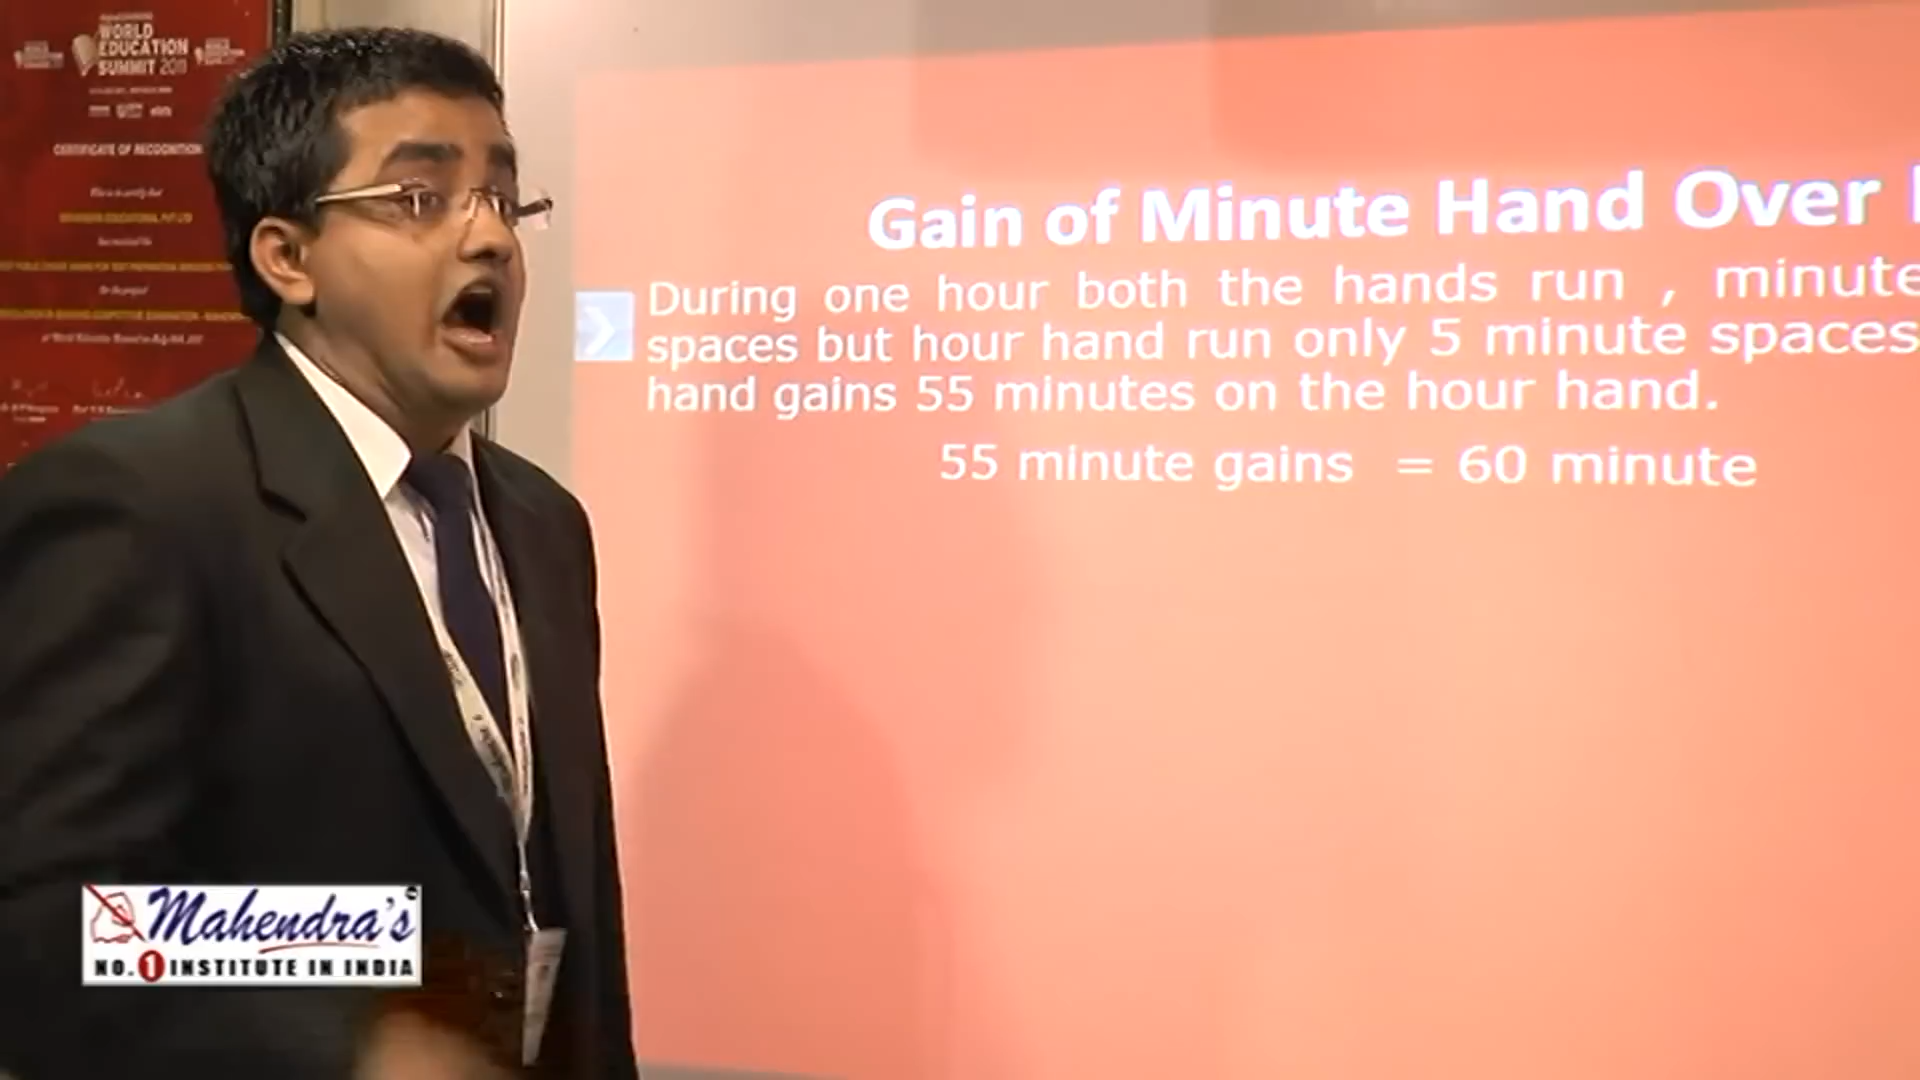 WORLD
EDUCATION
SUMMIT 2011
CERTIFICATE OF RECOGNITION
Gain of Minute Hand Over
During one hour both the hands run , minute
spaces but hour hand run only 5 minute spaces
hand gains 55 minutes on the hour hand.
55 minute gains = 60 minute
Mahendra's
NO. 1 INSTITUTE IN INDIA